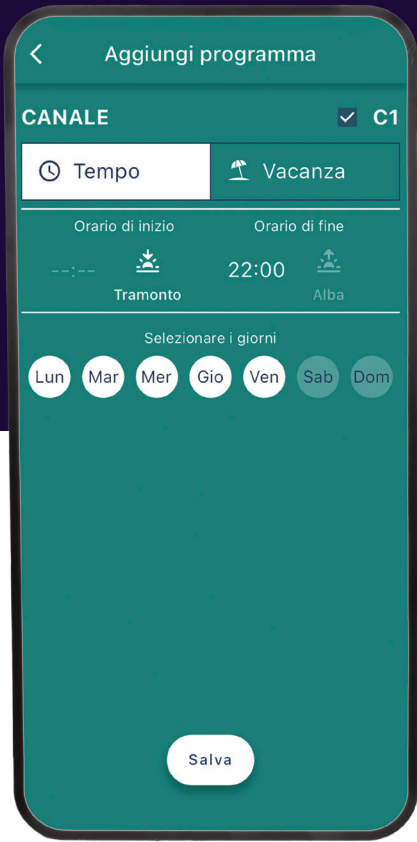 Aggiungi programma
CANALE C1
Tempo Vacanza
Orario di inizio Orario di fine
--:-- 22:00
Tramonto Alba
Selezionare i giorni
Lun Mar Mer Gio Ven Sab Dom
Salva